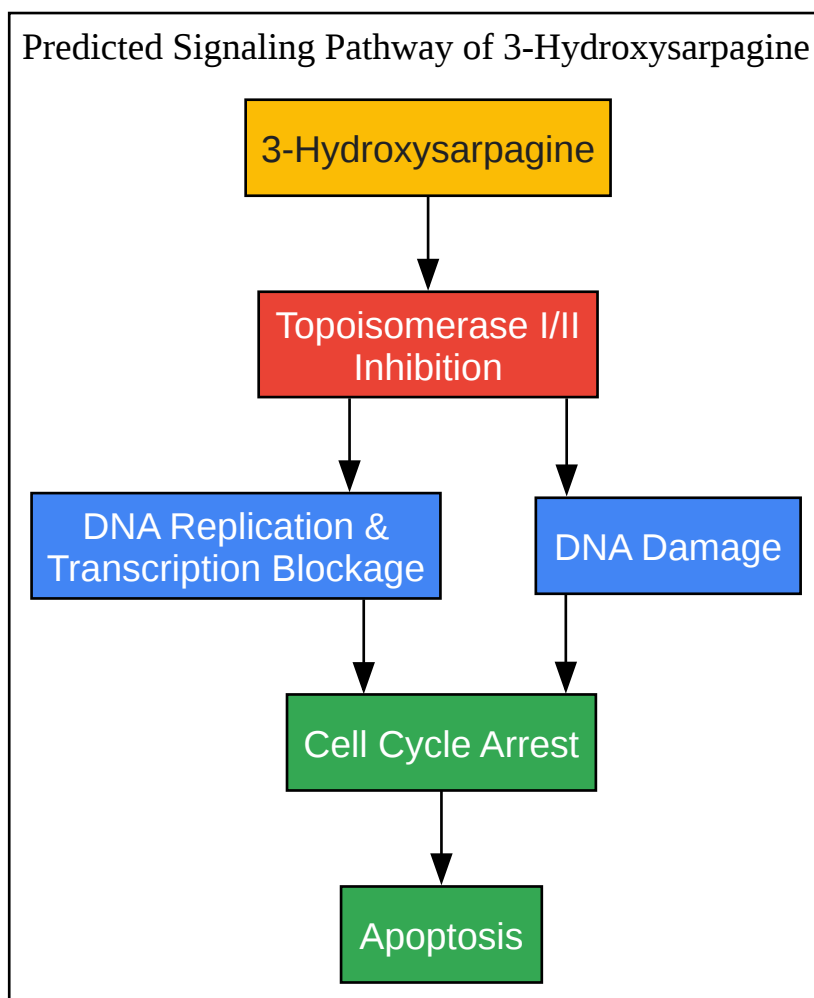 Predicted Signaling Pathway of 3-Hydroxysarpagine
3-Hydroxysarpagine
Topoisomerase I/II
Inhibition
DNA Replication &
Transcription Blockage
DNA Damage
Cell Cycle Arrest
Apoptosis